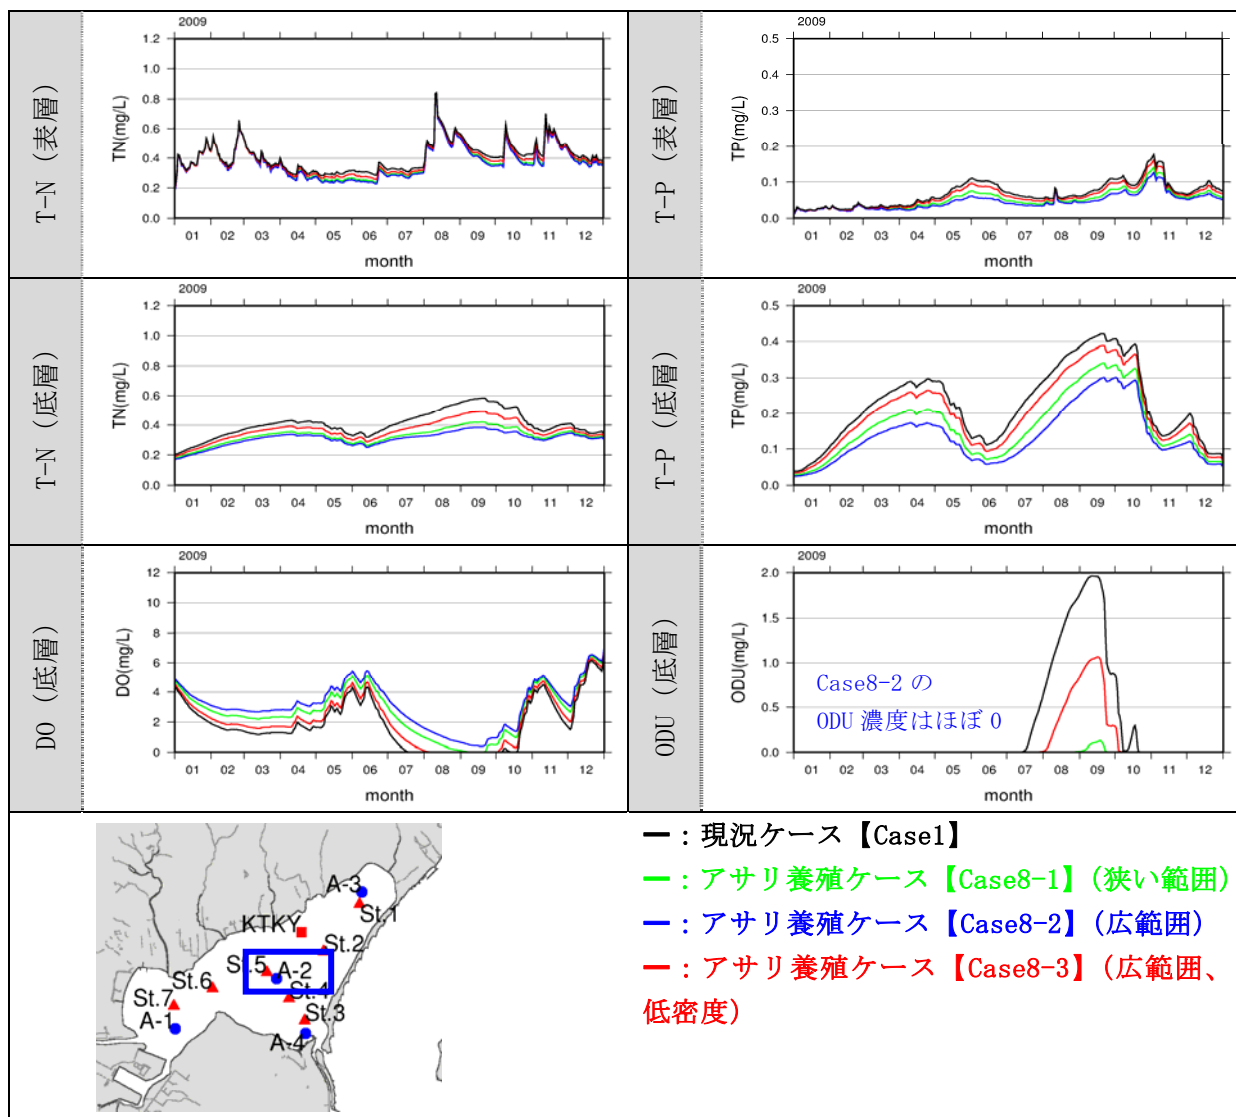 T-N (表層)
2009
1.2
1.0
0.8
0.6
0.4
0.2
0.0
TN(mg/L)
01 02 03 04 05 06 07 08 09 10 11 12
month
T-P (表層)
2009
0.5
0.4
0.3
0.2
0.1
0.0
TP(mg/L)
01 02 03 04 05 06 07 08 09 10 11 12
month
T-N (底層)
2009
1.2
1.0
0.8
0.6
0.4
0.2
0.0
TN(mg/L)
01 02 03 04 05 06 07 08 09 10 11 12
month
T-P (底層)
2009
0.5
0.4
0.3
0.2
0.1
0.0
TP(mg/L)
01 02 03 04 05 06 07 08 09 10 11 12
month
DO (底層)
2009
12
10
8
6
4
2
0
DO(mg/L)
01 02 03 04 05 06 07 08 09 10 11 12
month
ODU (底層)
2009
2.0
1.5
1.0
0.5
0.0
ODU(mg/L)
Case8-2 の
ODU 濃度はほぼ 0
01 02 03 04 05 06 07 08 09 10 11 12
month
A-3
St.1
KTKY
St.2
St.5
A-2
St.6
St.4
St.7
St.3
A-1
A-4
ー：現況ケース【Case1】
ー：アサリ養殖ケース【Case8-1】(狭い範囲)
ー：アサリ養殖ケース【Case8-2】(広範囲)
ー：アサリ養殖ケース【Case8-3】(広範囲、
低密度)